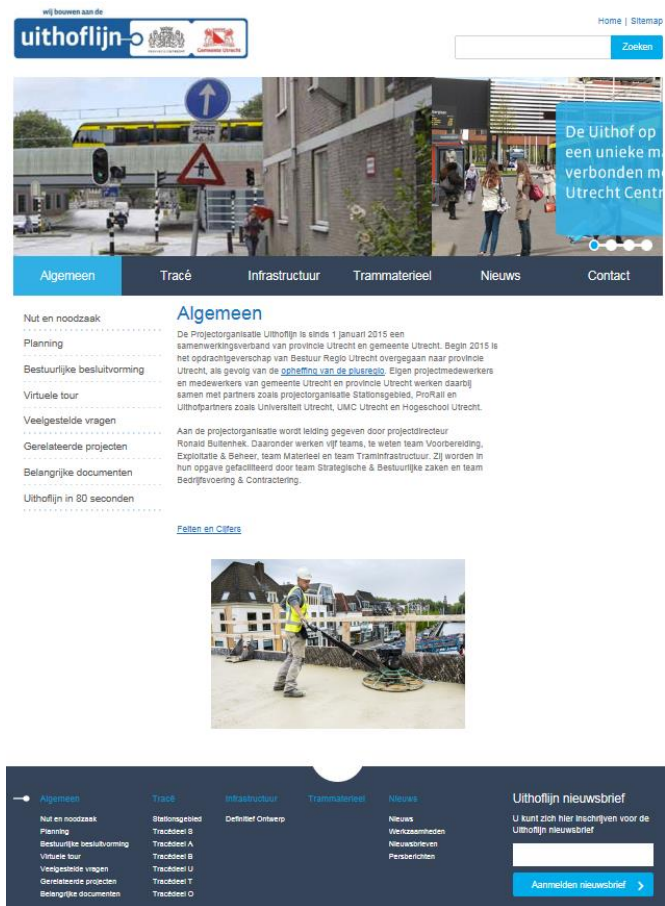 wij bouwen aan de
uithoflijn
Gemeente Utrecht
Home | Sitemap
Zoeken
De Uithof op
een unieke m
verbonden m
Utrecht Centr
Algemeen Tracé Infrastructuur Trammaterieel Nieuws Contact
Nut en noodzaak
Planning
Bestuurlijke besluitvorming
Virtuele tour
Veelgestelde vragen
Gerelateerde projecten
Belangrijke documenten
Uithoflijn in 80 seconden
Algemeen
De Projectorganisatie Uithoflijn is sinds 1 januari 2015 een
samenwerkingsverband van provincie Utrecht en gemeente Utrecht. Begin 2015 is
het opdrachtgeverschap van Bestuur Regio Utrecht overgegaan naar provincie
Utrecht, als gevolg van de opheffing van de plusregio. Eigen projectmedewerkers
en medewerkers van gemeente Utrecht en provincie Utrecht werken daarbij
samen met partners zoals projectorganisatie Stationsgebied, ProRail en
Uithofpartners zoals Universiteit Utrecht, UMC Utrecht en Hogeschool Utrecht.
Aan de projectorganisatie wordt leiding gegeven door projectdirecteur
Ronald Buitenhek. Daaronder werken vijf teams, te weten team Voorbereiding,
Exploitatie & Beheer, team Materieel en team Traminfrastructuur. Zij worden in
hun opgave gefaciliteerd door team Strategische & Bestuurlijke zaken en team
Bedrijfsvoering & Contractering.
Feiten en Cijfers
Algemeen
Nut en noodzaak
Planning
Bestuurlijke besluitvorming
Virtuele tour
Veelgestelde vragen
Gerelateerde projecten
Belangrijke documenten
Tracé
Stationsgebied
Tracédeel S
Tracédeel A
Tracédeel B
Tracédeel U
Tracédeel T
Tracédeel O
Infrastructuur
Definitief Ontwerp
Trammaterieel
Nieuws
Nieuws
Werkzaamheden
Nieuwsbrieven
Persberichten
Uithoflijn nieuwsbrief
U kunt zich hier inschrijven voor de
Uithoflijn nieuwsbrief
Aanmelden nieuwsbrief